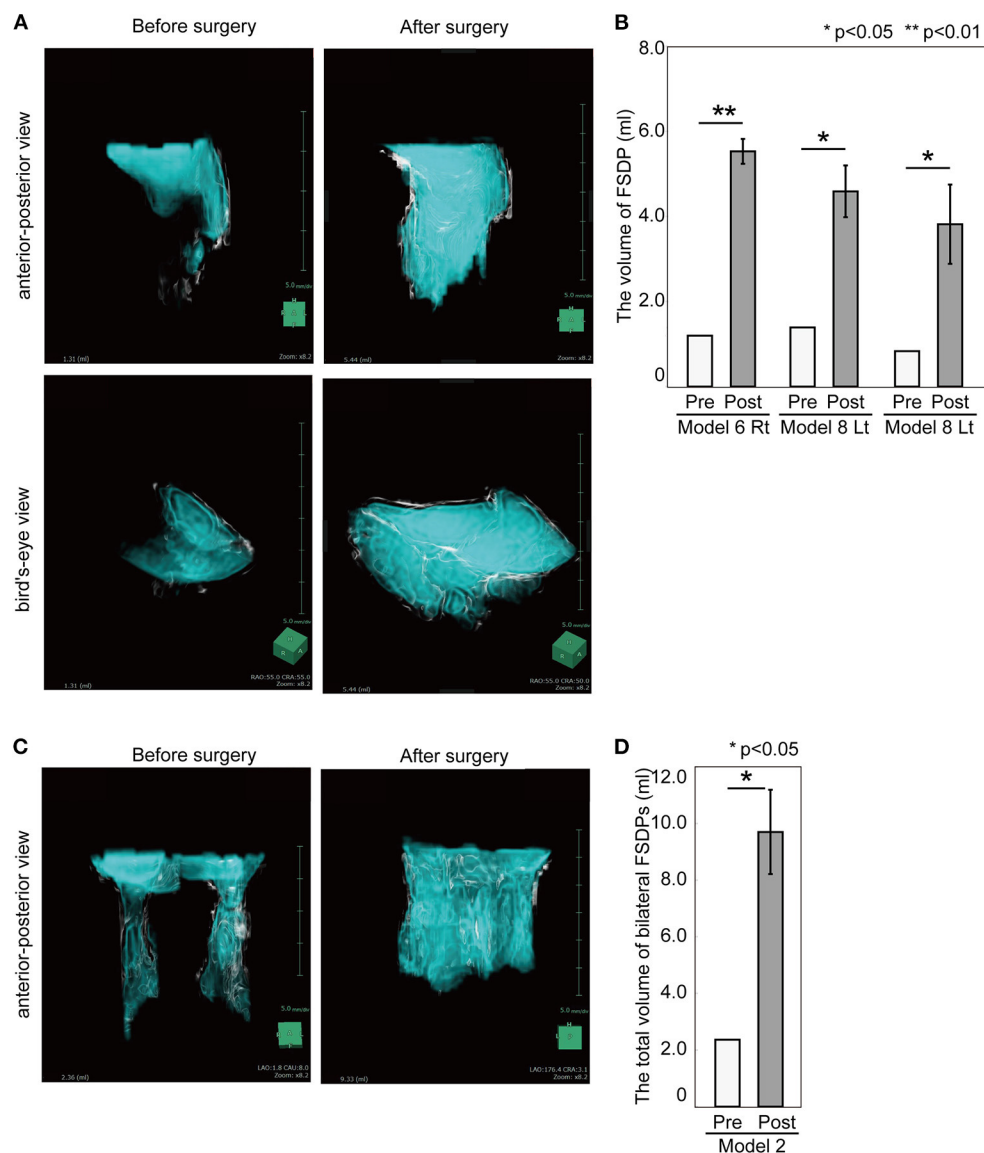 A
Before surgery
After surgery
anterior-posterior view
5.0 mm/div
H
1.31 (ml)
Zoom: x8.2
5.0 mm/div
H
5.44 (ml)
Zoom: x8.2
bird's-eye view
5.0 mm/div
H
R A
RAO:55.0 CRA:55.0
1.31 (ml)
Zoom: x8.2
5.0 mm/div
H
R A
RAO:55.0 CRA:50.0
5.44 (ml)
Zoom: x8.2
B
* p<0.05 ** p<0.01
The volume of FSDP (ml)
8.0
6.0
4.0
2.0
0
**
*
*
Pre Post Pre Post Pre Post
Model 6 Rt Model 8 Lt Model 8 Lt
C
Before surgery
After surgery
anterior-posterior view
5.0 mm/div
H
LAO:1.8 CAU:8.0
2.36 (ml)
Zoom: x8.2
5.0 mm/div
H
LAO:176.4 CRA:3.1
9.33 (ml)
Zoom: x8.2
D
* p<0.05
The total volume of bilateral FSDPs (ml)
12.0
10.0
8.0
6.0
4.0
2.0
0
*
Pre Post
Model 2